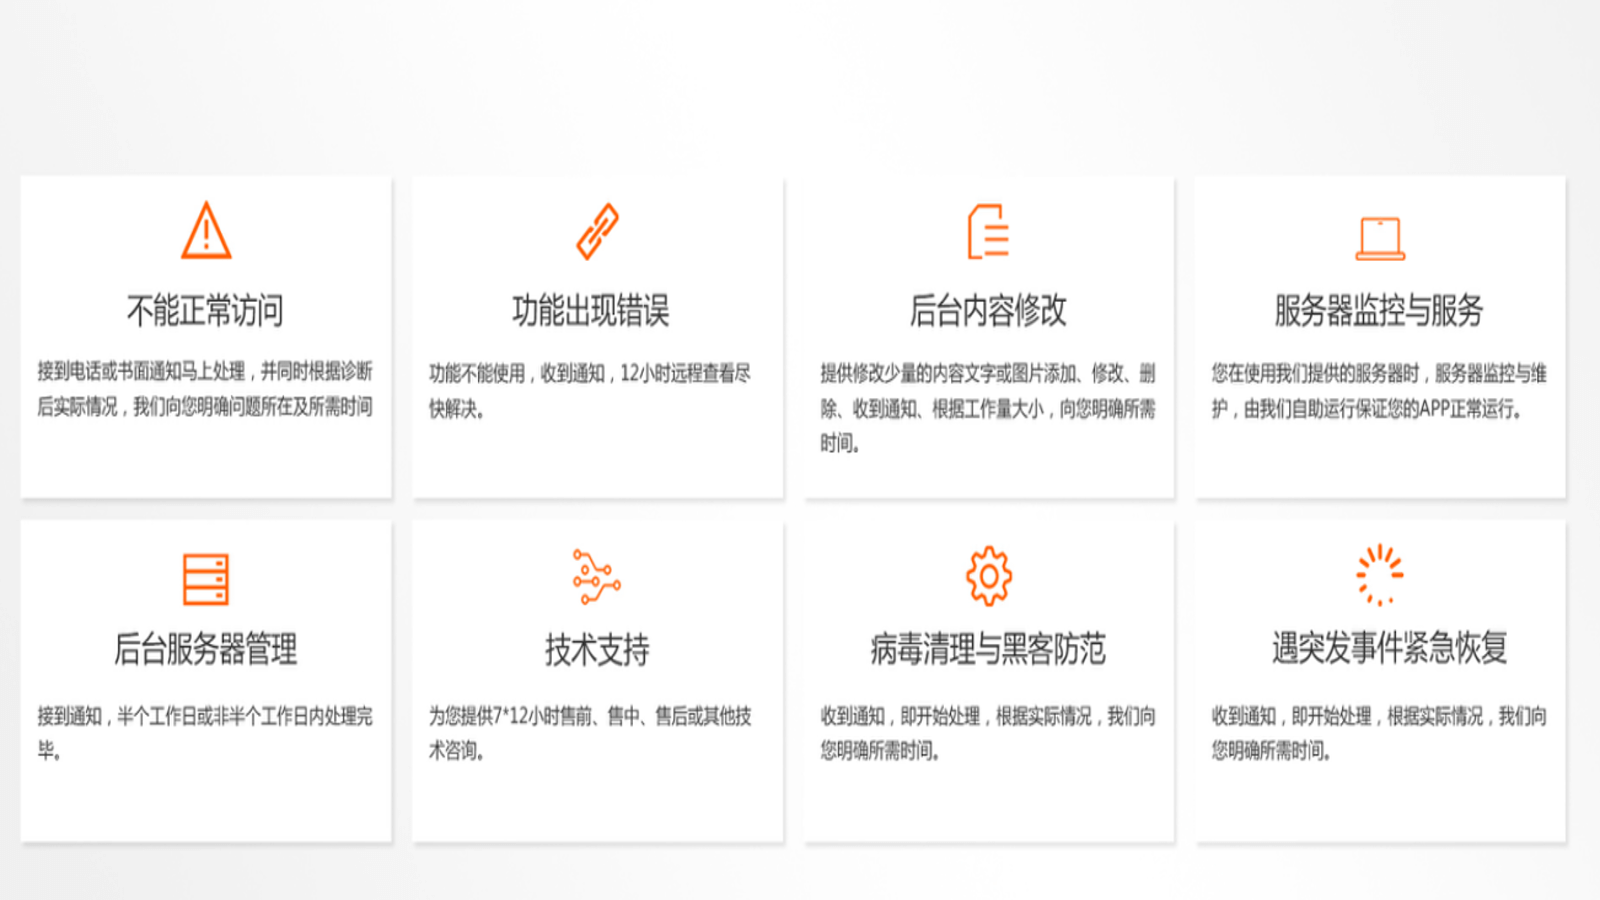 不能正常访问
接到电话或书面通知马上处理，并同时根据诊断
后实际情况，我们向您明确问题所在及所需时间
功能出现错误
功能不能使用，收到通知，12小时远程查看尽
快解决。
后台内容修改
提供修改少量的内容文字或图片添加、修改、删
除、收到通知、根据工作量大小，向您明确所需
时间。
服务器监控与服务
您在使用我们提供的服务器时，服务器监控与维
护，由我们自助运行保证您的APP正常运行。
后台服务器管理
接到通知，半个工作日或非半个工作日内处理完
毕。
技术支持
为您提供7*12小时售前、售中、售后或其他技
术咨询。
病毒清理与黑客防范
收到通知，即开始处理，根据实际情况，我们向
您明确所需时间。
遇突发事件紧急恢复
收到通知，即开始处理，根据实际情况，我们向
您明确所需时间。